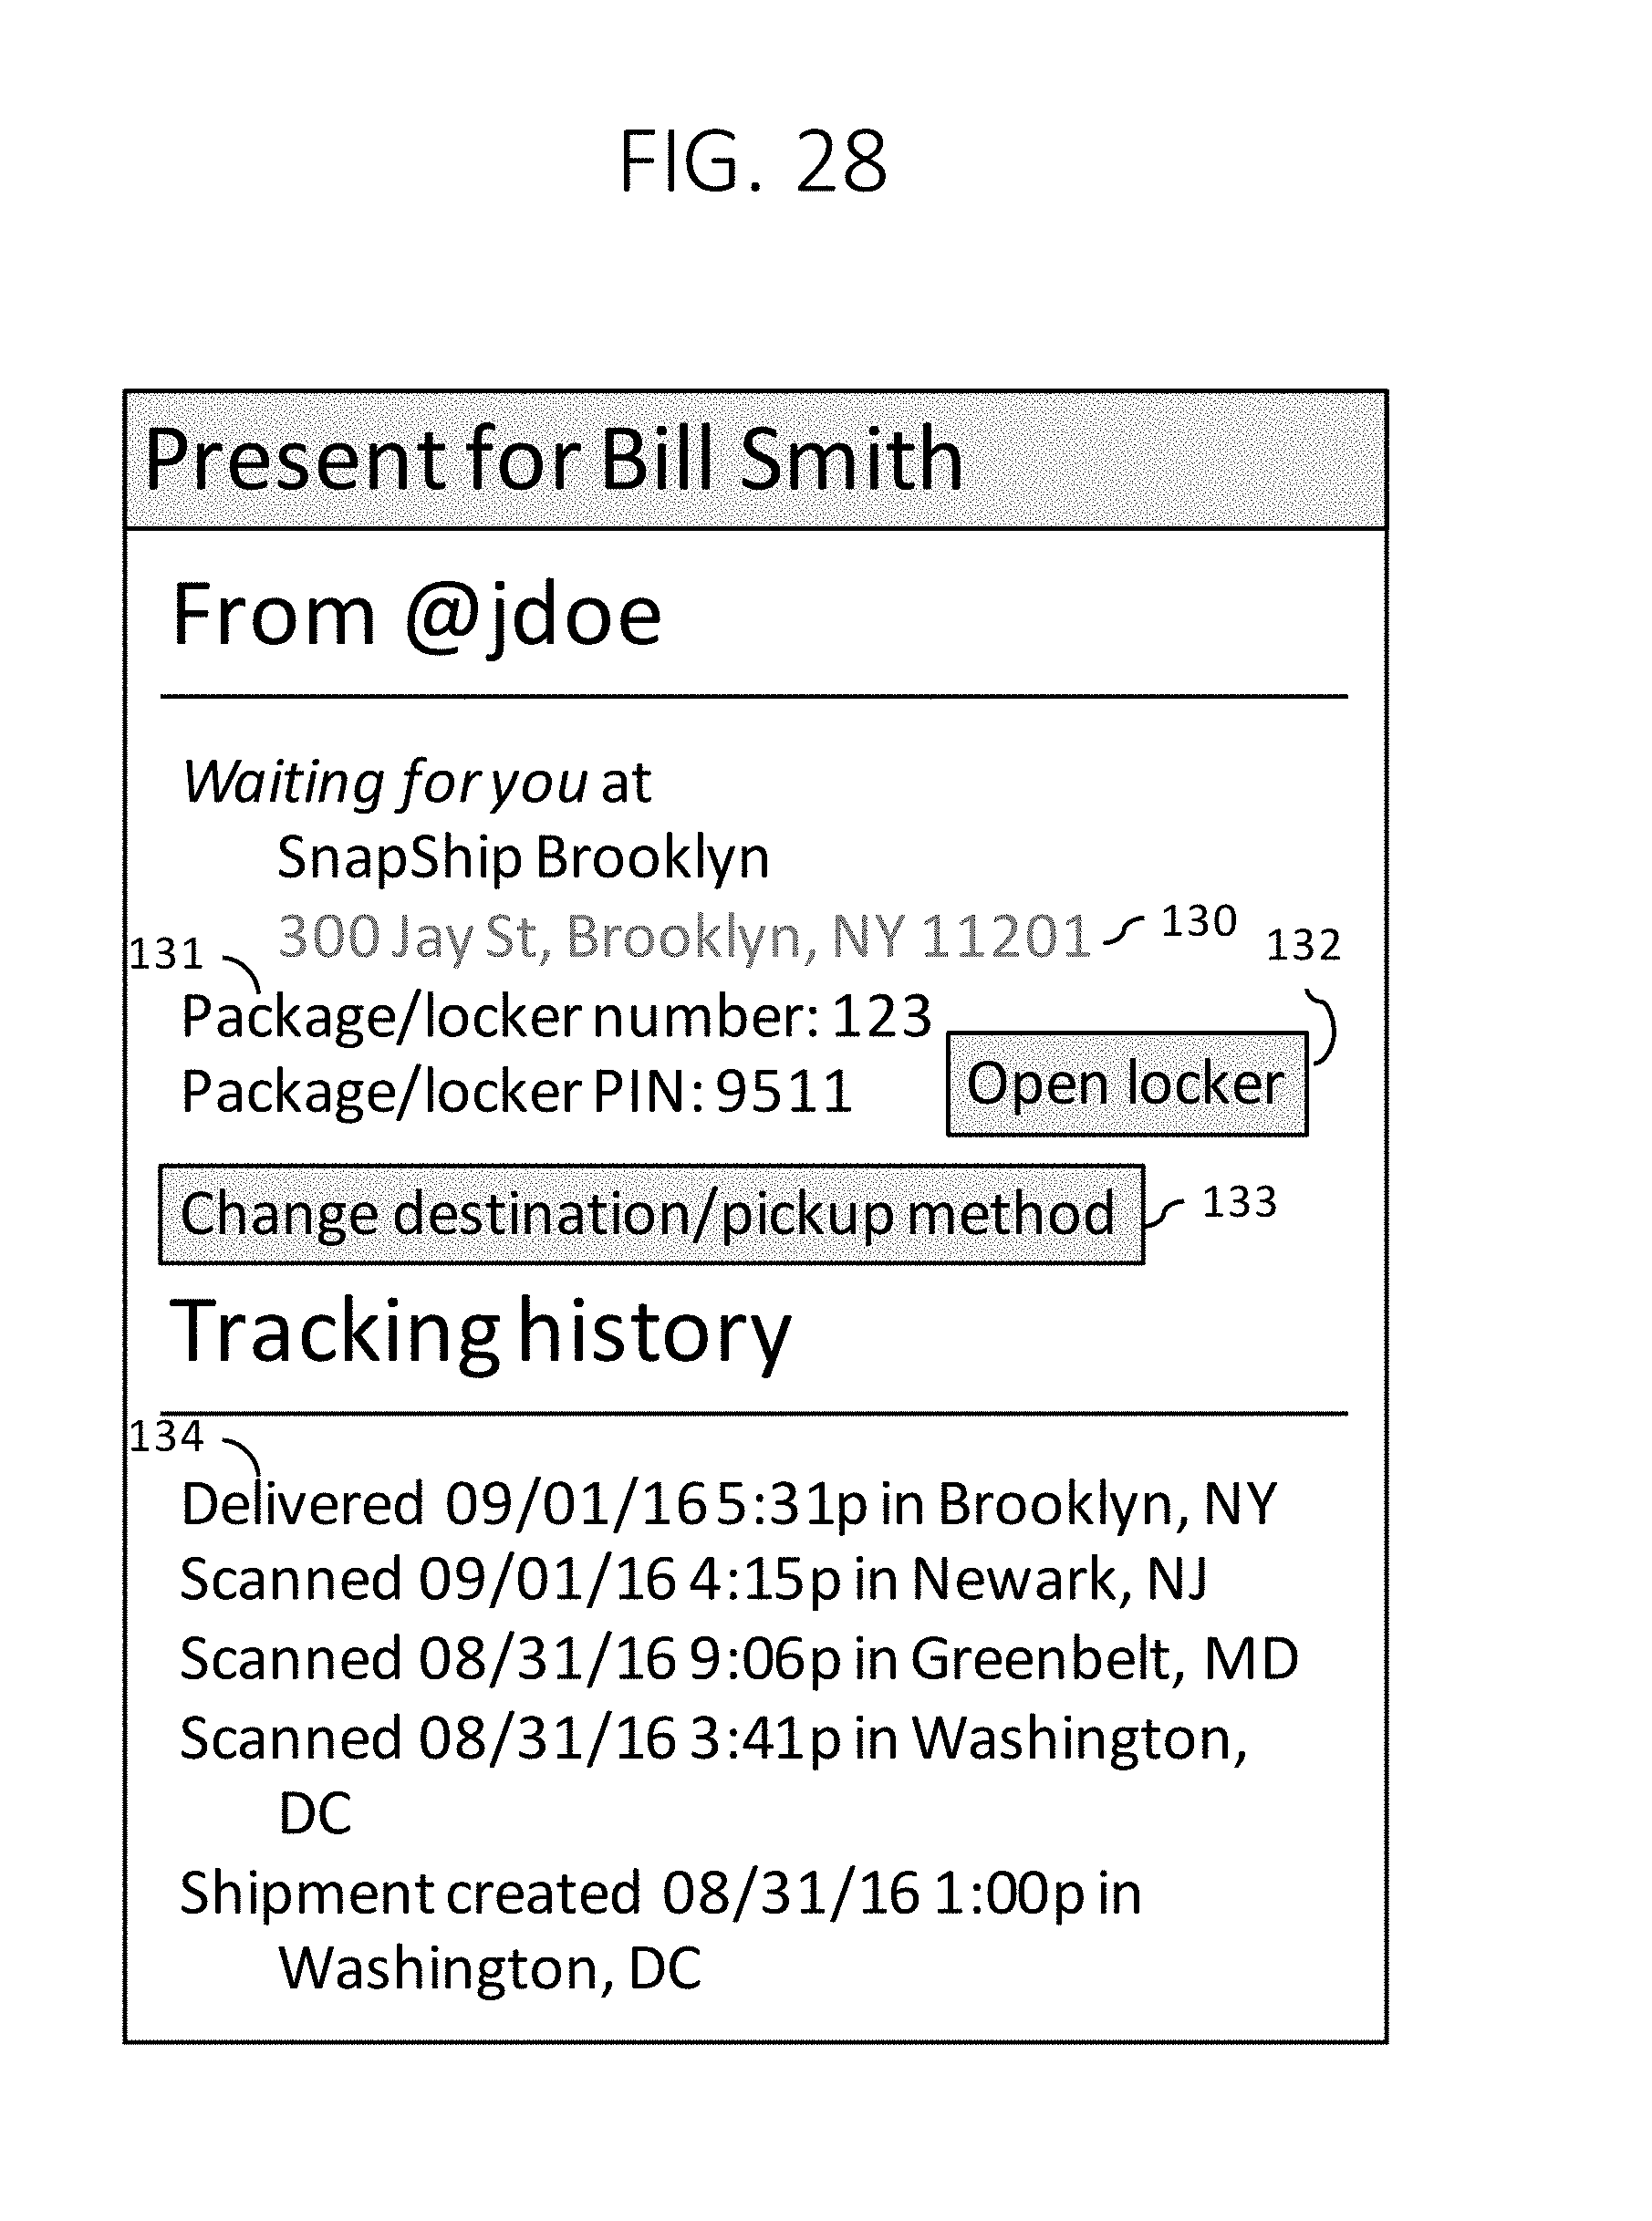 FIG. 28
Present for Bill Smith
From @jdoe
Waiting for you at
SnapShip Brooklyn
300 Jay St, Brooklyn, NY 11201
130
132
131
Package/locker number: 123
Package/locker PIN: 9511
Open locker
Change destination/pickup method
133
Tracking history
134
Delivered 09/01/16 5:31p in Brooklyn, NY
Scanned 09/01/16 4:15p in Newark, NJ
Scanned 08/31/16 9:06p in Greenbelt, MD
Scanned 08/31/16 3:41p in Washington,
DC
Shipment created 08/31/16 1:00p in
Washington, DC